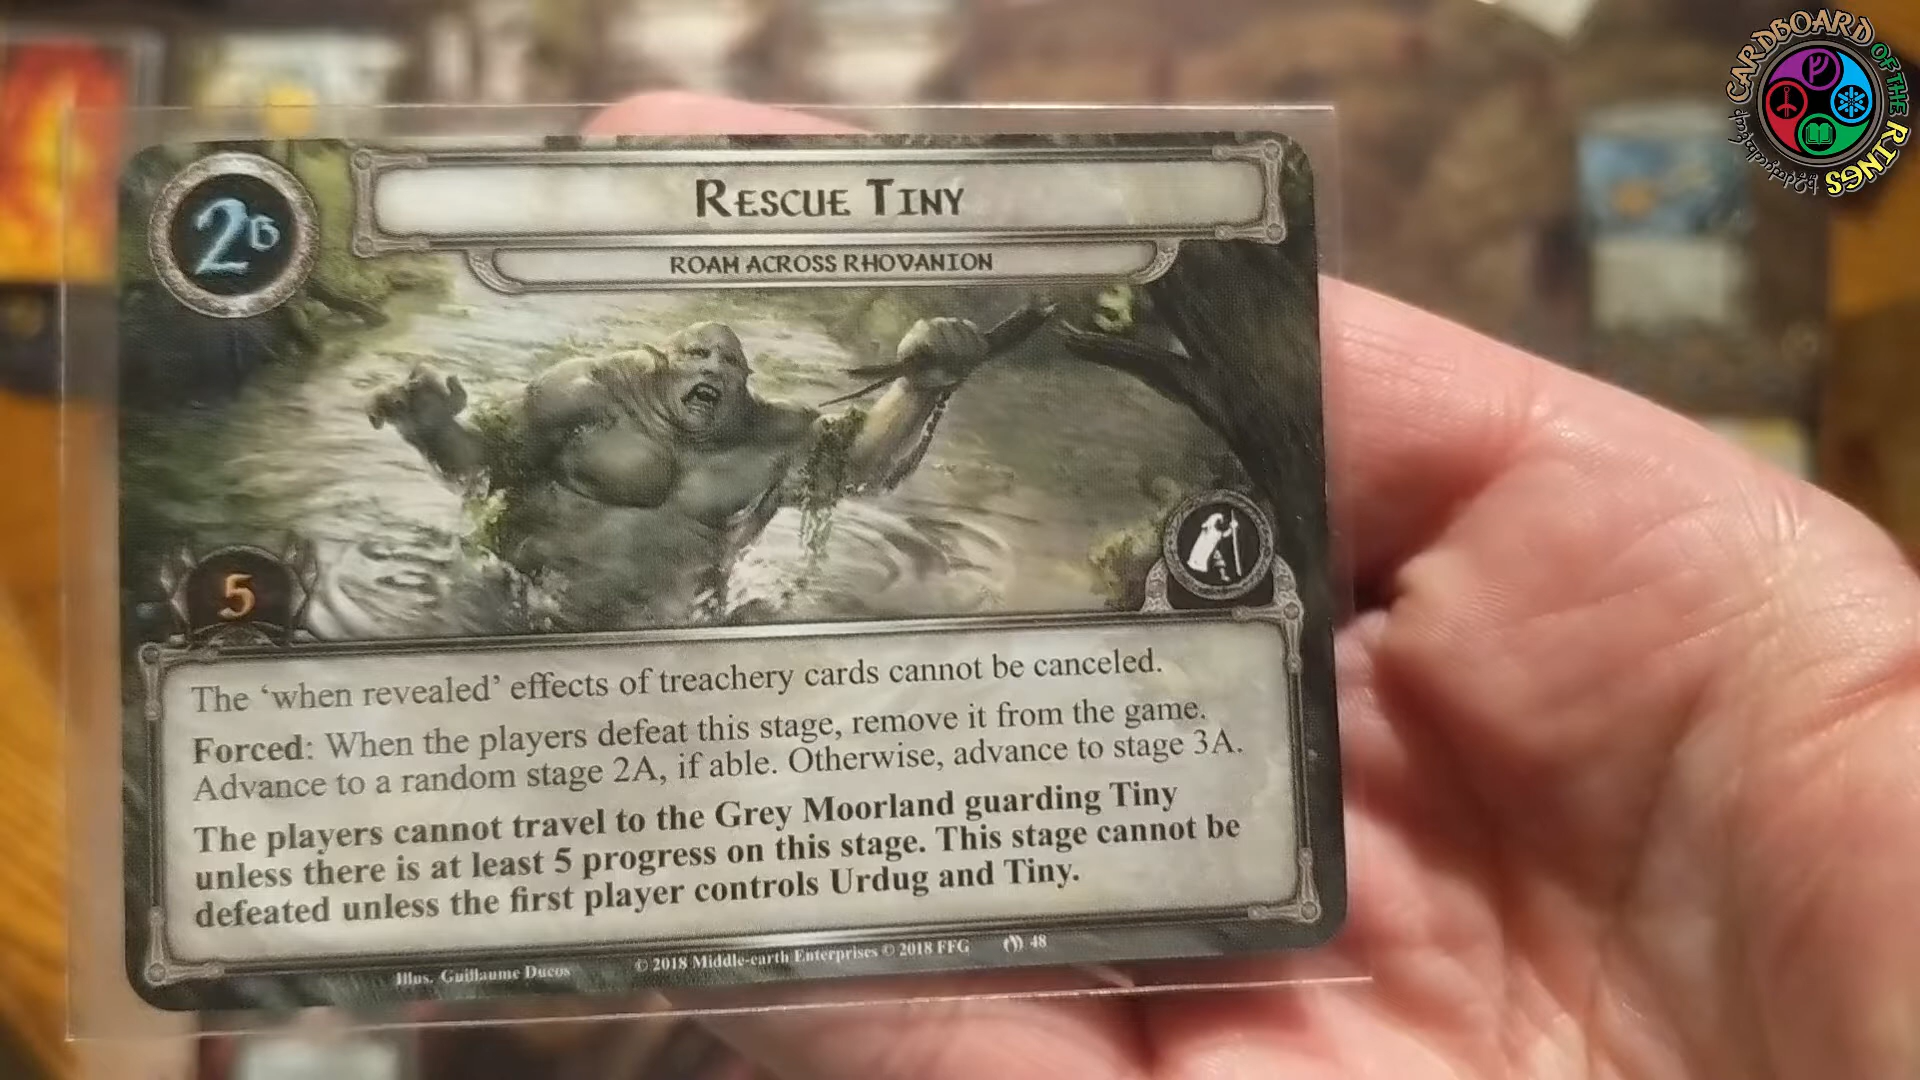 CARDBOARD OF THE RINGS
2B
RESCUE TINY
ROAM ACROSS RHOVANION
5
The ‘when revealed’ effects of treachery cards cannot be canceled.
Forced: When the players defeat this stage, remove it from the game.
Advance to a random stage 2A, if able. Otherwise, advance to stage 3A.
The players cannot travel to the Grey Moorland guarding Tiny
unless there is at least 5 progress on this stage. This stage cannot be
defeated unless the first player controls Urdug and Tiny.
Illus. Guillaume Ducos © 2018 Middle-earth Enterprises © 2018 FFG 48